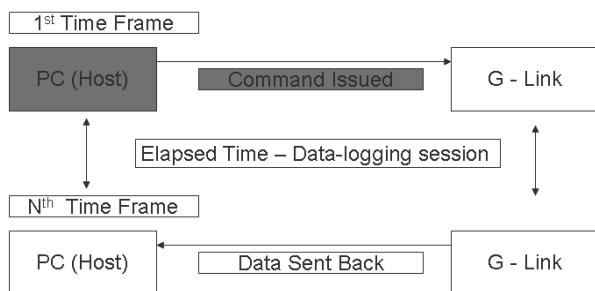 1st Time Frame
PC (Host)
Command Issued
G - Link
Elapsed Time – Data-logging session
Nth Time Frame
PC (Host)
Data Sent Back
G - Link